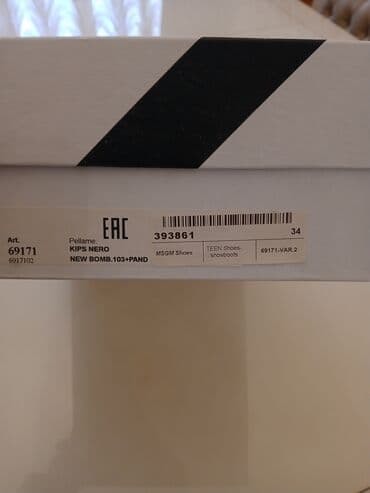 Art.
69171
6917102
Pellame.
KIPS NERO
NEW BOMB.103+PAND
EAC
393861
34
MSGM Shoes
TEEN Shoes-
snowboots
69171-VAR.2